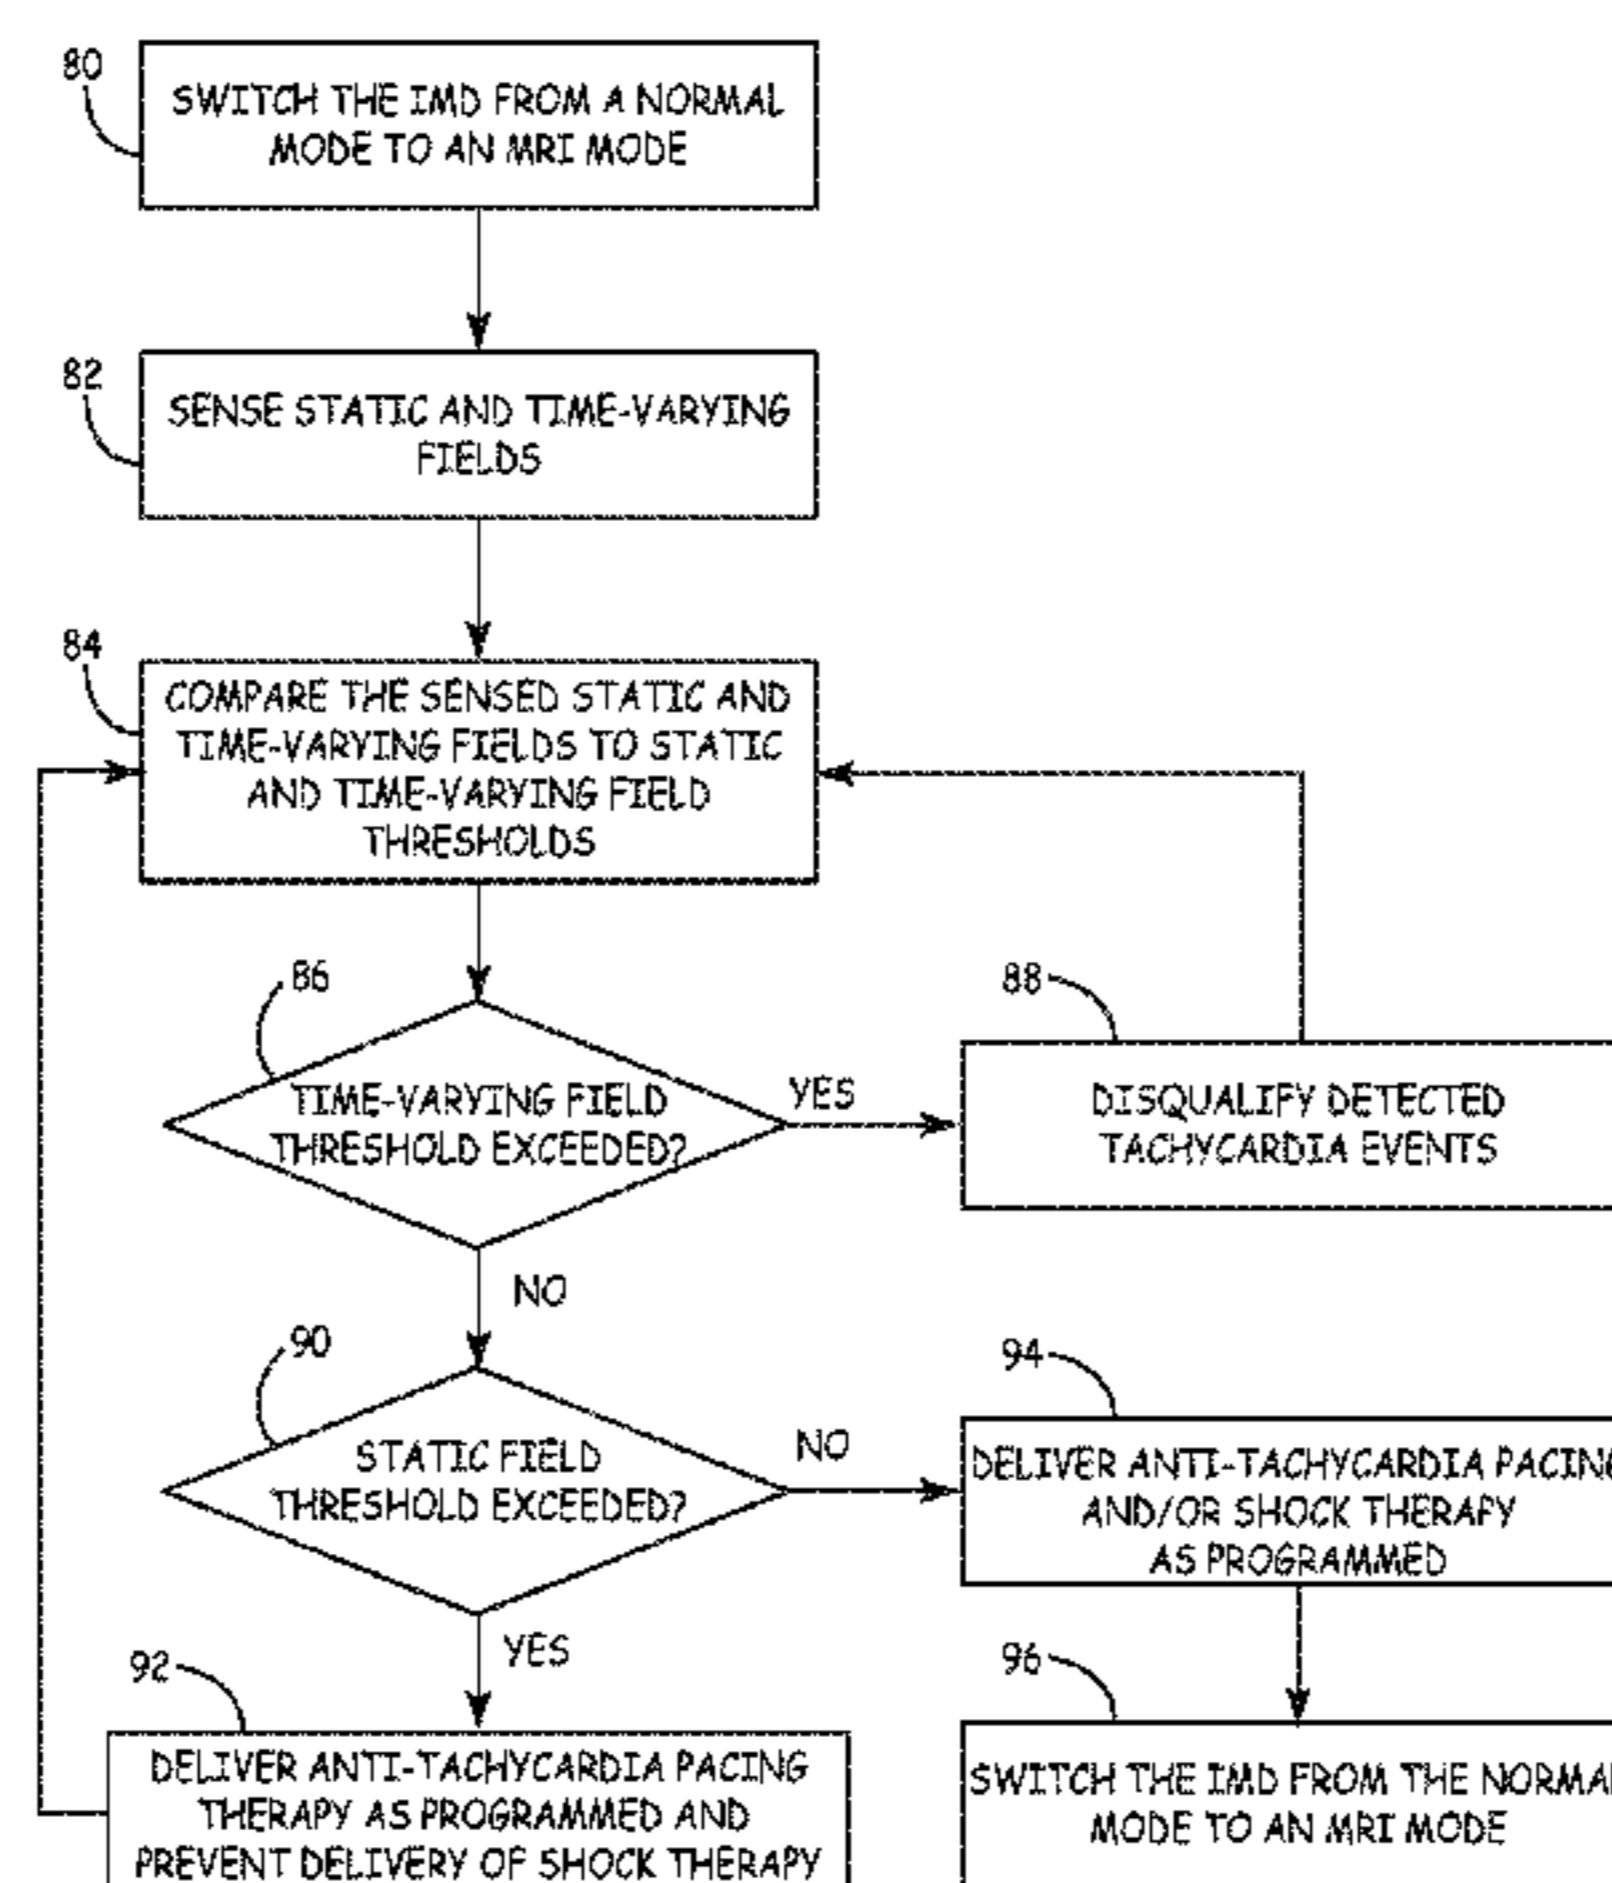 80
SWITCH THE IMD FROM A NORMAL
MODE TO AN MRI MODE
82
SENSE STATIC AND TIME-VARYING
FIELDS
84
COMPARE THE SENSED STATIC AND
TIME-VARYING FIELDS TO STATIC
AND TIME-VARYING FIELD
THRESHOLDS
86
TIME-VARYING FIELD
THRESHOLD EXCEEDED?
YES
88
DISQUALIFY DETECTED
TACHYCARDIA EVENTS
NO
90
STATIC FIELD
THRESHOLD EXCEEDED?
NO
94
DELIVER ANTI-TACHYCARDIA PACING
AND/OR SHOCK THERAPY
AS PROGRAMMED
YES
92
DELIVER ANTI-TACHYCARDIA PACING
THERAPY AS PROGRAMMED AND
PREVENT DELIVERY OF SHOCK THERAPY
96
SWITCH THE IMD FROM THE NORMAL
MODE TO AN MRI MODE